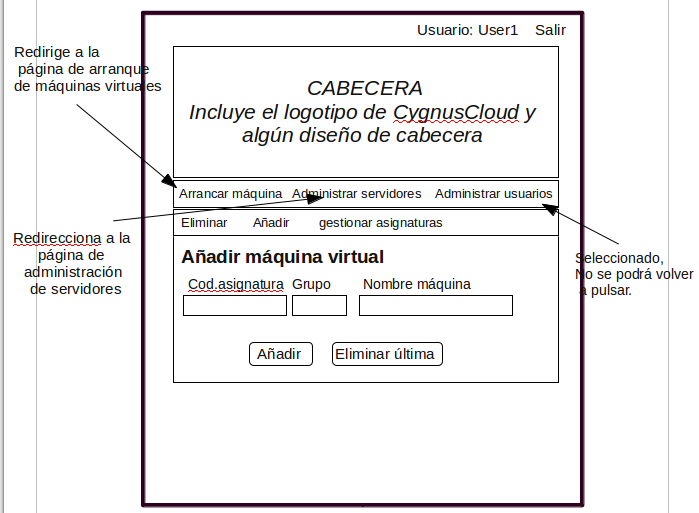 Usuario: User1 Salir
Redirige a la
página de arranque
de máquinas virtuales
CABECERA
Incluye el logotipo de CygnusCloud y
algún diseño de cabecera
Arrancar máquina Administrar servidores Administrar usuarios
Eliminar Añadir gestionar asignaturas
Redirecciona a la
página de
administración
de servidores
Seleccionado,
No se podrá volver
a pulsar.
Añadir máquina virtual
Cod.asignatura Grupo Nombre máquina
Añadir Eliminar última